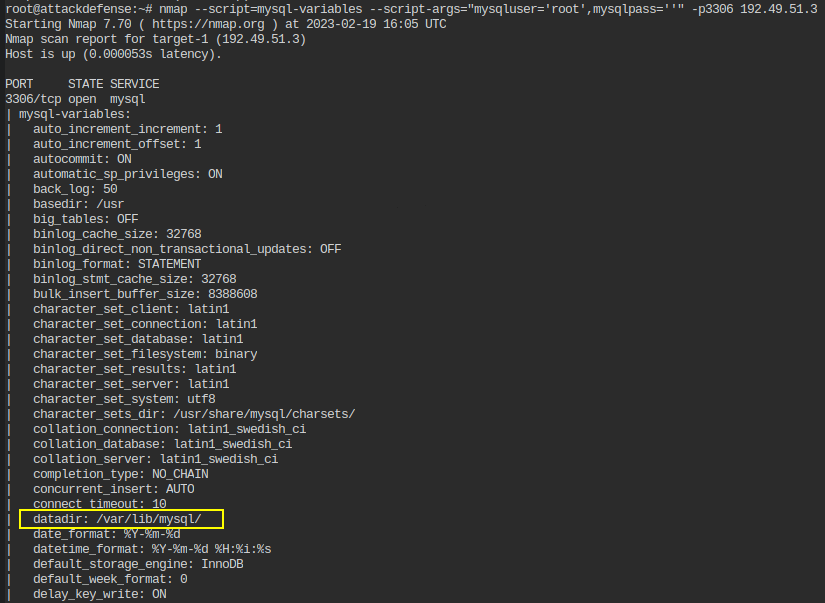 root@attackdefense:~# nmap --script=mysql-variables --script-args="mysqluser='root',mysqlpass=''" -p3306 192.49.51.3
Starting Nmap 7.70 ( https://nmap.org ) at 2023-02-19 16:05 UTC
Nmap scan report for target-1 (192.49.51.3)
Host is up (0.000053s latency).
PORT     STATE SERVICE
3306/tcp open  mysql
| mysql-variables:
|   auto_increment_increment: 1
|   auto_increment_offset: 1
|   autocommit: ON
|   automatic_sp_privileges: ON
|   back_log: 50
|   basedir: /usr
|   big_tables: OFF
|   binlog_cache_size: 32768
|   binlog_direct_non_transactional_updates: OFF
|   binlog_format: STATEMENT
|   binlog_stmt_cache_size: 32768
|   bulk_insert_buffer_size: 8388608
|   character_set_client: latin1
|   character_set_connection: latin1
|   character_set_database: latin1
|   character_set_filesystem: binary
|   character_set_results: latin1
|   character_set_server: latin1
|   character_set_system: utf8
|   character_sets_dir: /usr/share/mysql/charsets/
|   collation_connection: latin1_swedish_ci
|   collation_database: latin1_swedish_ci
|   collation_server: latin1_swedish_ci
|   completion_type: NO_CHAIN
|   concurrent_insert: AUTO
|   connect_timeout: 10
|   datadir: /var/lib/mysql/
|   date_format: %Y-%m-%d
|   datetime_format: %Y-%m-%d %H:%i:%s
|   default_storage_engine: InnoDB
|   default_week_format: 0
|   delay_key_write: ON